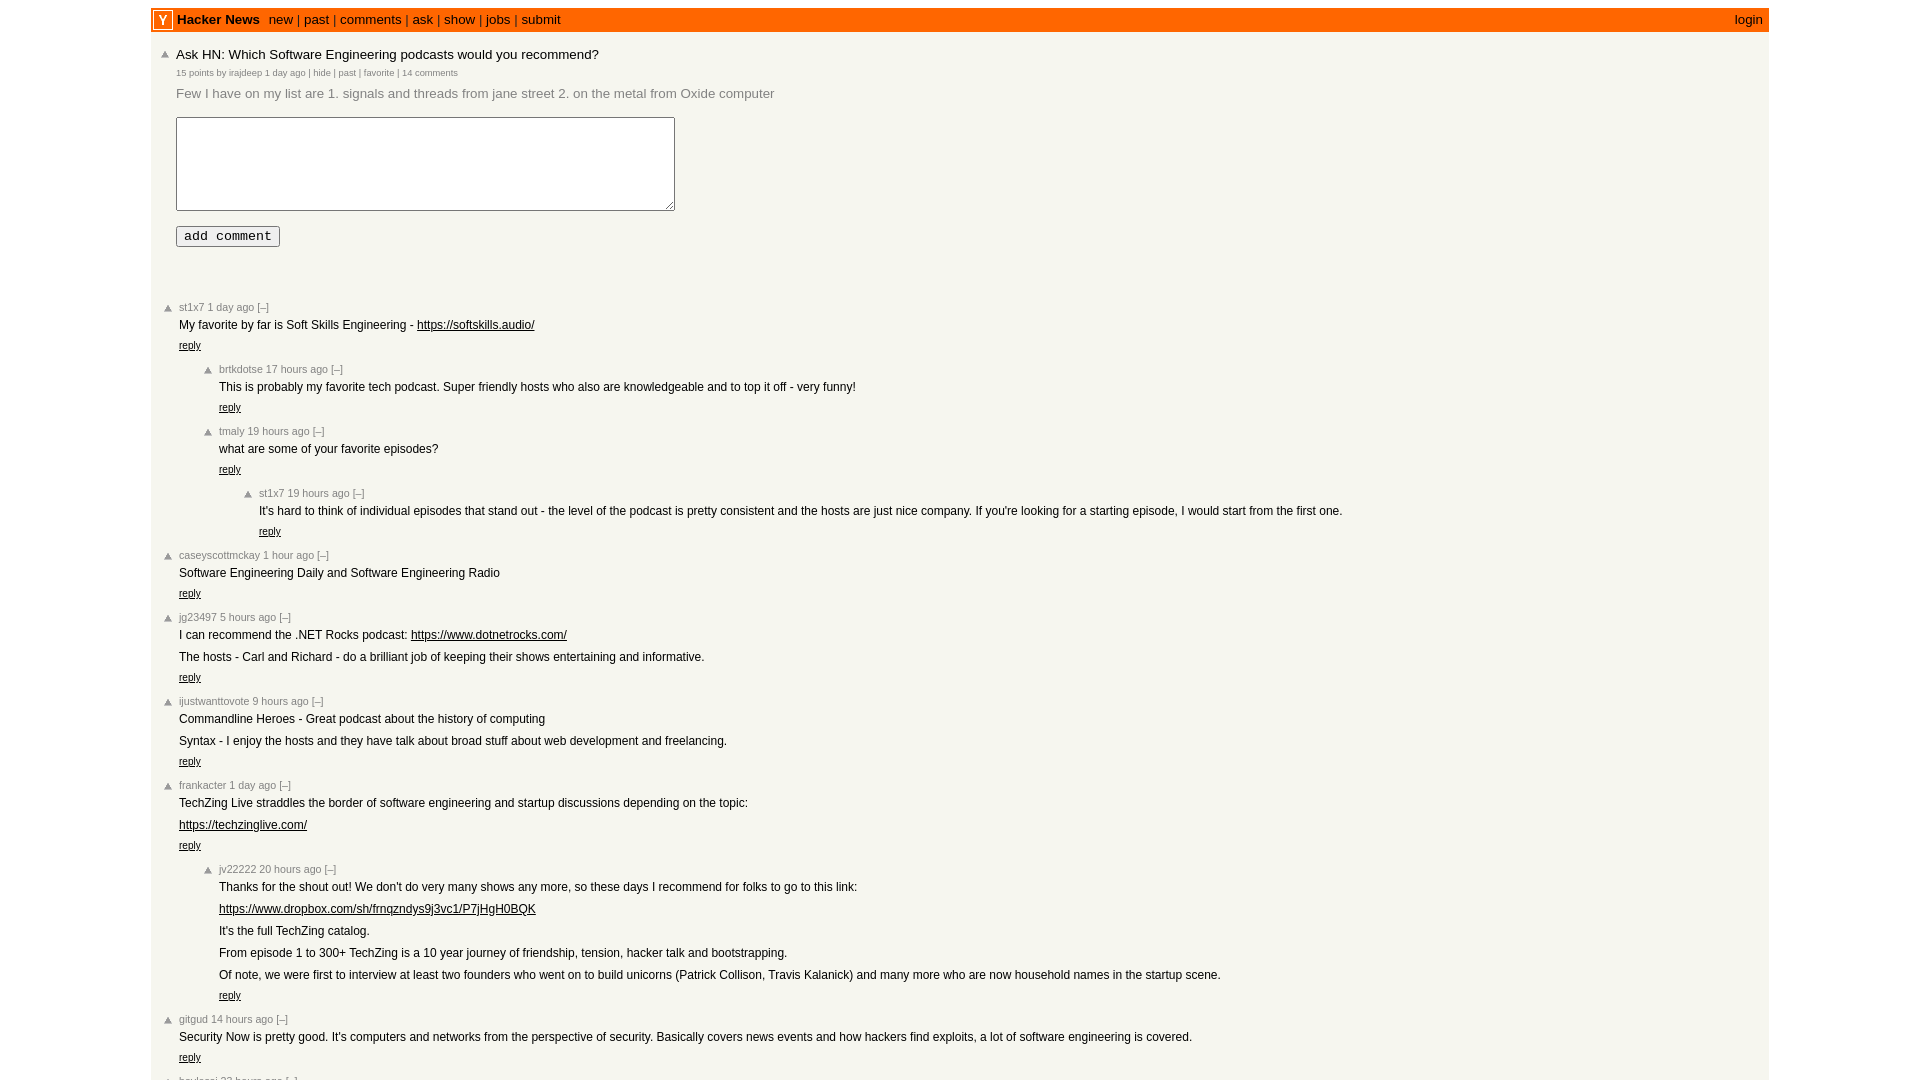 Y Hacker News new | past | comments | ask | show | jobs | submit login
Ask HN: Which Software Engineering podcasts would you recommend?
15 points by irajdeep 1 day ago | hide | past | favorite | 14 comments
Few I have on my list are 1. signals and threads from jane street 2. on the metal from Oxide computer
add comment
st1x7 1 day ago [–]
My favorite by far is Soft Skills Engineering - https://softskills.audio/
reply
brtkdotse 17 hours ago [–]
This is probably my favorite tech podcast. Super friendly hosts who also are knowledgeable and to top it off - very funny!
reply
tmaly 19 hours ago [–]
what are some of your favorite episodes?
reply
st1x7 19 hours ago [–]
It's hard to think of individual episodes that stand out - the level of the podcast is pretty consistent and the hosts are just nice company. If you're looking for a starting episode, I would start from the first one.
reply
caseyscottmckay 1 hour ago [–]
Software Engineering Daily and Software Engineering Radio
reply
jg23497 5 hours ago [–]
I can recommend the .NET Rocks podcast: https://www.dotnetrocks.com/
The hosts - Carl and Richard - do a brilliant job of keeping their shows entertaining and informative.
reply
ijustwanttovote 9 hours ago [–]
Commandline Heroes - Great podcast about the history of computing
Syntax - I enjoy the hosts and they have talk about broad stuff about web development and freelancing.
reply
frankacter 1 day ago [–]
TechZing Live straddles the border of software engineering and startup discussions depending on the topic:
https://techzinglive.com/
reply
jv22222 20 hours ago [–]
Thanks for the shout out! We don't do very many shows any more, so these days I recommend for folks to go to this link:
https://www.dropbox.com/sh/frnqzndys9j3vc1/P7jHgH0BQK
It's the full TechZing catalog.
From episode 1 to 300+ TechZing is a 10 year journey of friendship, tension, hacker talk and bootstrapping.
Of note, we were first to interview at least two founders who went on to build unicorns (Patrick Collison, Travis Kalanick) and many more who are now household names in the startup scene.
reply
gitgud 14 hours ago [–]
Security Now is pretty good. It's computers and networks from the perspective of security. Basically covers news events and how hackers find exploits, a lot of software engineering is covered.
reply